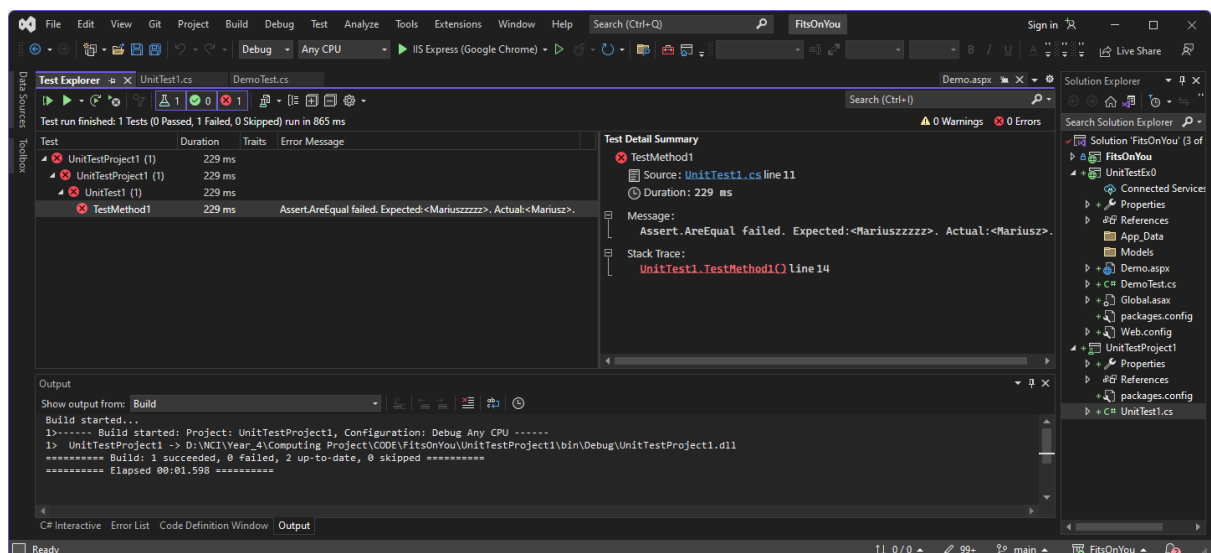 File Edit View Git Project Build Debug Test Analyze Tools Extensions Window Help Search (Ctrl+Q) FitsOnYou Sign in
Debug Any CPU IIS Express (Google Chrome) B I U A Live Share
Data Sources
Toolbox
Test Explorer UnitTest1.cs DemoTest.cs Demo.aspx
1 0 1 Search (Ctrl+I)
Test run finished: 1 Tests (0 Passed, 1 Failed, 0 Skipped) run in 865 ms 0 Warnings 0 Errors
Test Duration Traits Error Message
UnitTestProject1 (1) 229 ms
UnitTestProject1 (1) 229 ms
UnitTest1 (1) 229 ms
TestMethod1 229 ms Assert.AreEqual failed. Expected:<Mariuszzzzz>. Actual:<Mariusz>.
Test Detail Summary
TestMethod1
Source: UnitTest1.cs line 11
Duration: 229 ms
Message:
Assert.AreEqual failed. Expected:<Mariuszzzzz>. Actual:<Mariusz>.
Stack Trace:
UnitTest1.TestMethod1() line 14
Solution Explorer
Search Solution Explorer
Solution 'FitsOnYou' (3 of
FitsOnYou
UnitTestEx0
Connected Services
Properties
References
App_Data
Models
Demo.aspx
C# DemoTest.cs
Global.asax
packages.config
Web.config
UnitTestProject1
Properties
References
packages.config
C# UnitTest1.cs
Output
Show output from: Build
Build started...
1>------ Build started: Project: UnitTestProject1, Configuration: Debug Any CPU ------
1> UnitTestProject1 -> D:\NCI\Year_4\Computing Project\CODE\FitsOnYou\UnitTestProject1\bin\Debug\UnitTestProject1.dll
========== Build: 1 succeeded, 0 failed, 2 up-to-date, 0 skipped ==========
========== Elapsed 00:01.598 ==========
C# Interactive Error List Code Definition Window Output
Ready 0 / 0 99+ main FitsOnYou